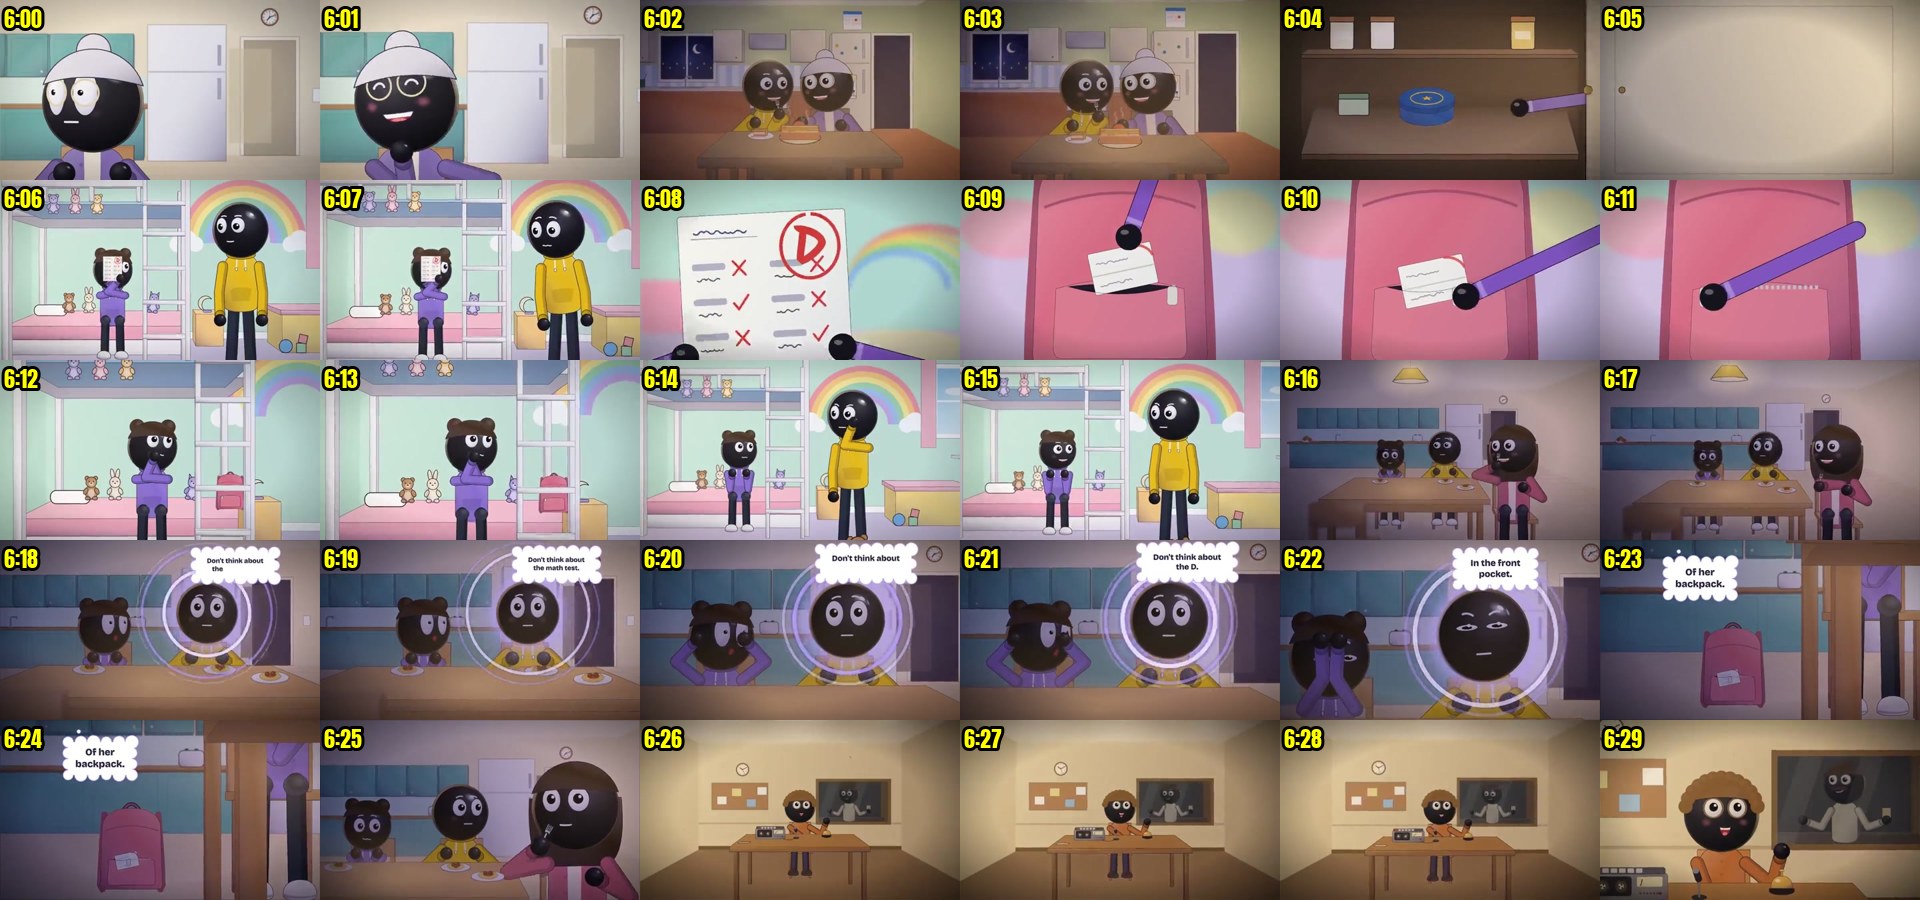 6:00
6:01
6:02
6:03
6:04
6:05
6:06
6:07
6:08
D
6:09
6:10
6:11
6:12
6:13
6:14
6:15
6:16
6:17
6:18
Don't think about
the
6:19
Don't think about
the math test.
6:20
Don't think about
6:21
Don't think about
the D.
6:22
In the front
pocket.
6:23
Of her
backpack.
6:24
Of her
backpack.
6:25
6:26
6:27
6:28
6:29